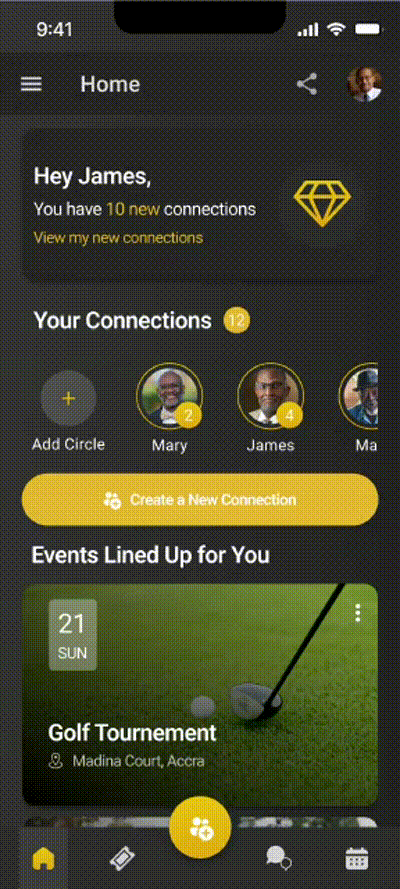 9:41
Home
Hey James,
You have 10 new connections
View my new connections
Your Connections 12
2
4
Add Circle
Mary
James
Ma
Create a New Connection
Events Lined Up for You
21
SUN
Golf Tournement
Madina Court, Accra